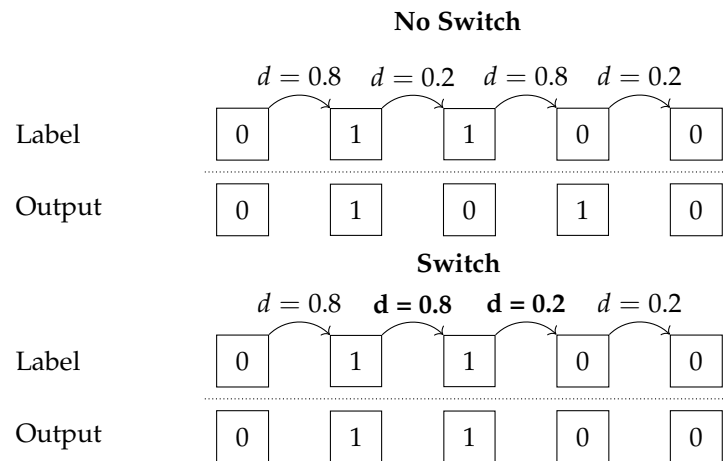 No Switch
d = 0.8 d = 0.2 d = 0.8 d = 0.2
Label 0 1 1 0 0
Output 0 1 0 1 0
Switch
d = 0.8 d = 0.8 d = 0.2 d = 0.2
Label 0 1 1 0 0
Output 0 1 1 0 0